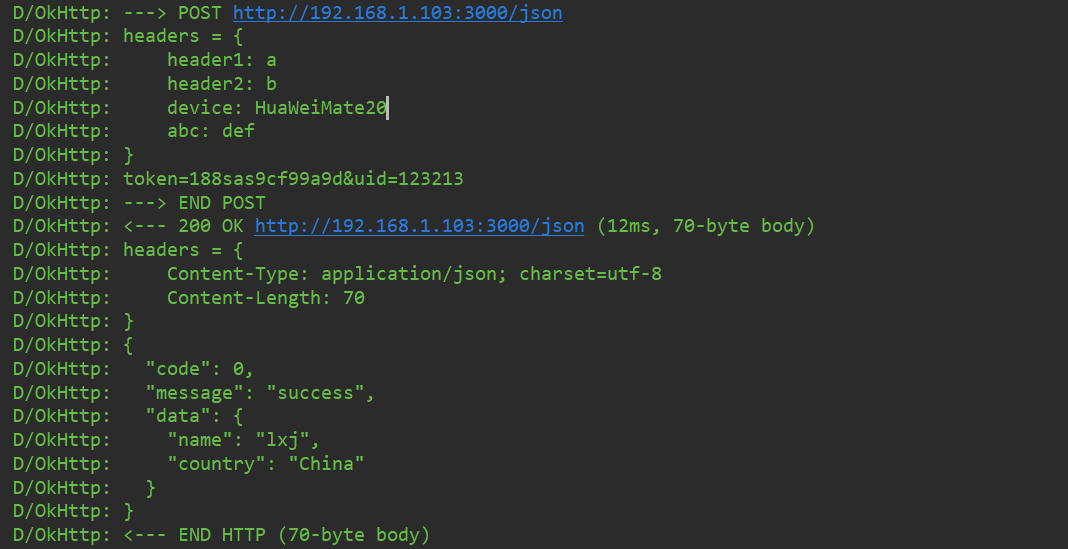 D/OkHttp: ---> POST http://192.168.1.103:3000/json
D/OkHttp: headers = {
D/OkHttp:     header1: a
D/OkHttp:     header2: b
D/OkHttp:     device: HuaWeiMate20
D/OkHttp:     abc: def
D/OkHttp: }
D/OkHttp: token=188sas9cf99a9d&uid=123213
D/OkHttp: ---> END POST
D/OkHttp: <--- 200 OK http://192.168.1.103:3000/json (12ms, 70-byte body)
D/OkHttp: headers = {
D/OkHttp:     Content-Type: application/json; charset=utf-8
D/OkHttp:     Content-Length: 70
D/OkHttp: }
D/OkHttp: {
D/OkHttp:   "code": 0,
D/OkHttp:   "message": "success",
D/OkHttp:   "data": {
D/OkHttp:     "name": "lxj",
D/OkHttp:     "country": "China"
D/OkHttp:   }
D/OkHttp: }
D/OkHttp: <--- END HTTP (70-byte body)